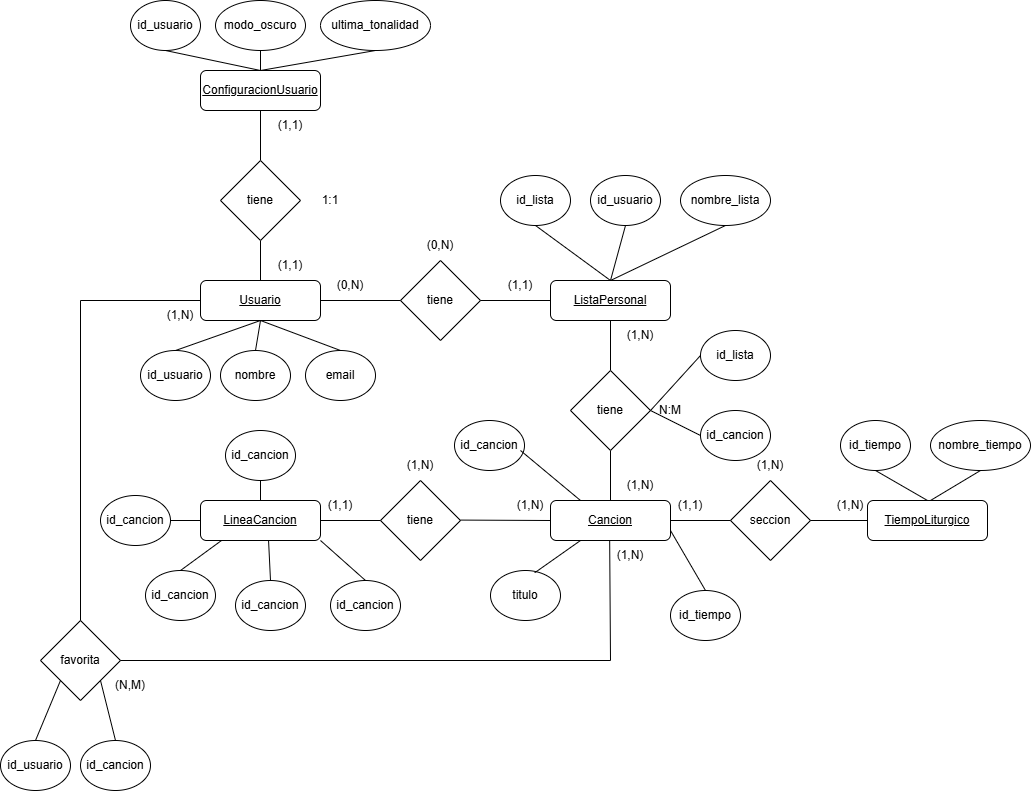 id_usuario
modo_oscuro
ultima_tonalidad
ConfiguracionUsuario
(1,1)
tiene
1:1
(1,1)
id_lista
id_usuario
nombre_lista
(0,N)
Usuario
(0,N)
tiene
(1,1)
ListaPersonal
(1,N)
(1,N)
id_usuario
nombre
email
id_lista
tiene
N:M
id_cancion
id_cancion
id_tiempo
nombre_tiempo
id_cancion
(1,N)
(1,N)
(1,N)
id_cancion
LineaCancion
(1,1)
tiene
(1,N)
Cancion
(1,1)
seccion
(1,N)
TiempoLiturgico
(1,N)
id_cancion
id_cancion
id_cancion
titulo
id_tiempo
favorita
(N,M)
id_usuario
id_cancion